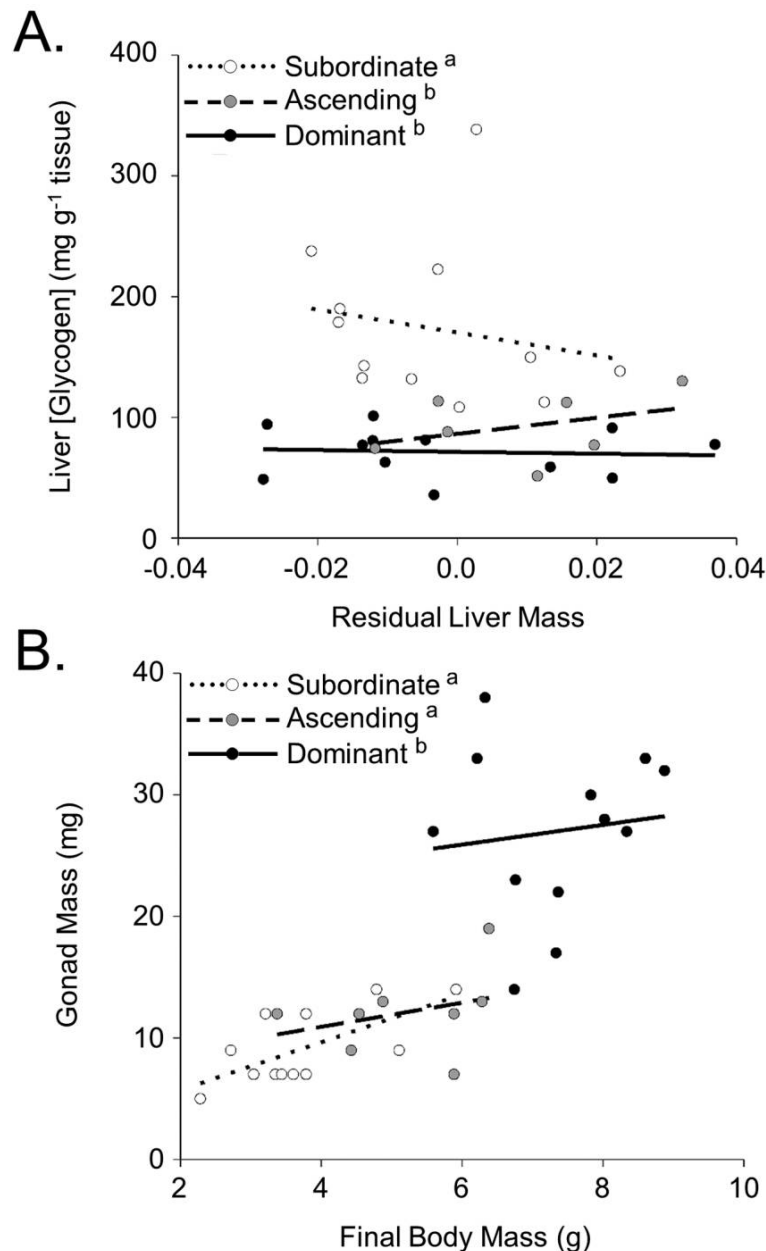 A.
400
300
200
100
0
Liver [Glycogen] (mg g⁻¹ tissue)
Subordinate ᵃ
Ascending ᵇ
Dominant ᵇ
-0.04
-0.02
0.0
0.02
0.04
Residual Liver Mass
B.
40
30
20
10
0
Gonad Mass (mg)
Subordinate ᵃ
Ascending ᵃ
Dominant ᵇ
2
4
6
8
10
Final Body Mass (g)